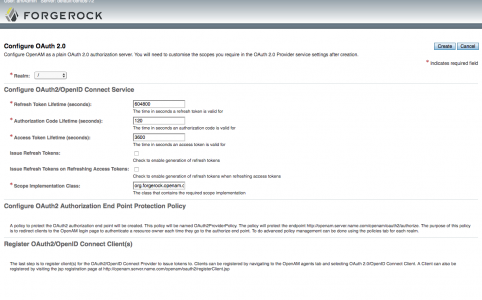 FORGEROCK
Configure OAuth 2.0
Create Cancel
Configure OpenAM as a plain OAuth 2.0 authorization server. You will need to customise the scopes you require in the OAuth 2.0 Provider service settings after creation.
* Indicates required field
* Realm: /
Configure OAuth2/OpenID Connect Service
* Refresh Token Lifetime (seconds): 604800
The time in seconds a refresh token is valid for
* Authorization Code Lifetime (seconds): 120
The time in seconds an authorization code is valid for
* Access Token Lifetime (seconds): 3600
The time in seconds an access token is valid for
Issue Refresh Tokens:
Check to enable generation of refresh tokens
Issue Refresh Tokens on Refreshing Access Tokens:
Check to enable generation of refresh tokens when refreshing access tokens
* Scope Implementation Class: org.forgerock.openam.c
The class that contains the required scope implementation
Configure OAuth2 Authorization End Point Protection Policy
A policy to protect the OAuth2 authorization end point will be created. This policy will be named OAuth2ProviderPolicy. The policy will protect the endpoint http://openam.server.name.com/openam/oauth2/authorize. The purpose of this policy
is to redirect clients to the OpenAM login page to authenticate a resource owner each time they go to the authorize end point. To do advanced policy management can be done using the policies tab for each realm.
Register OAuth2/OpenID Connect Client(s)
The last step is to register client(s) for the OAuth2/OpenID Connect Provider to issue tokens to. Clients can be registered by navigating to the OpenAM agents tab and selecting OAuth 2.0/OpenID Connect Client. A Client can also be
registered by visiting the jsp registration page at http://openam.server.name.com/openam/oauth2/registerClient.jsp